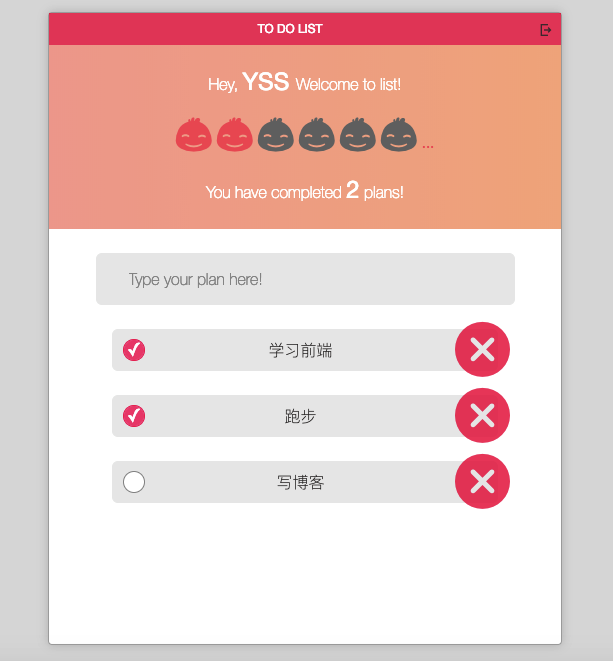 TO DO LIST
Hey, YSS Welcome to list!
...
You have completed 2 plans!
Type your plan here!
学习前端
跑步
写博客